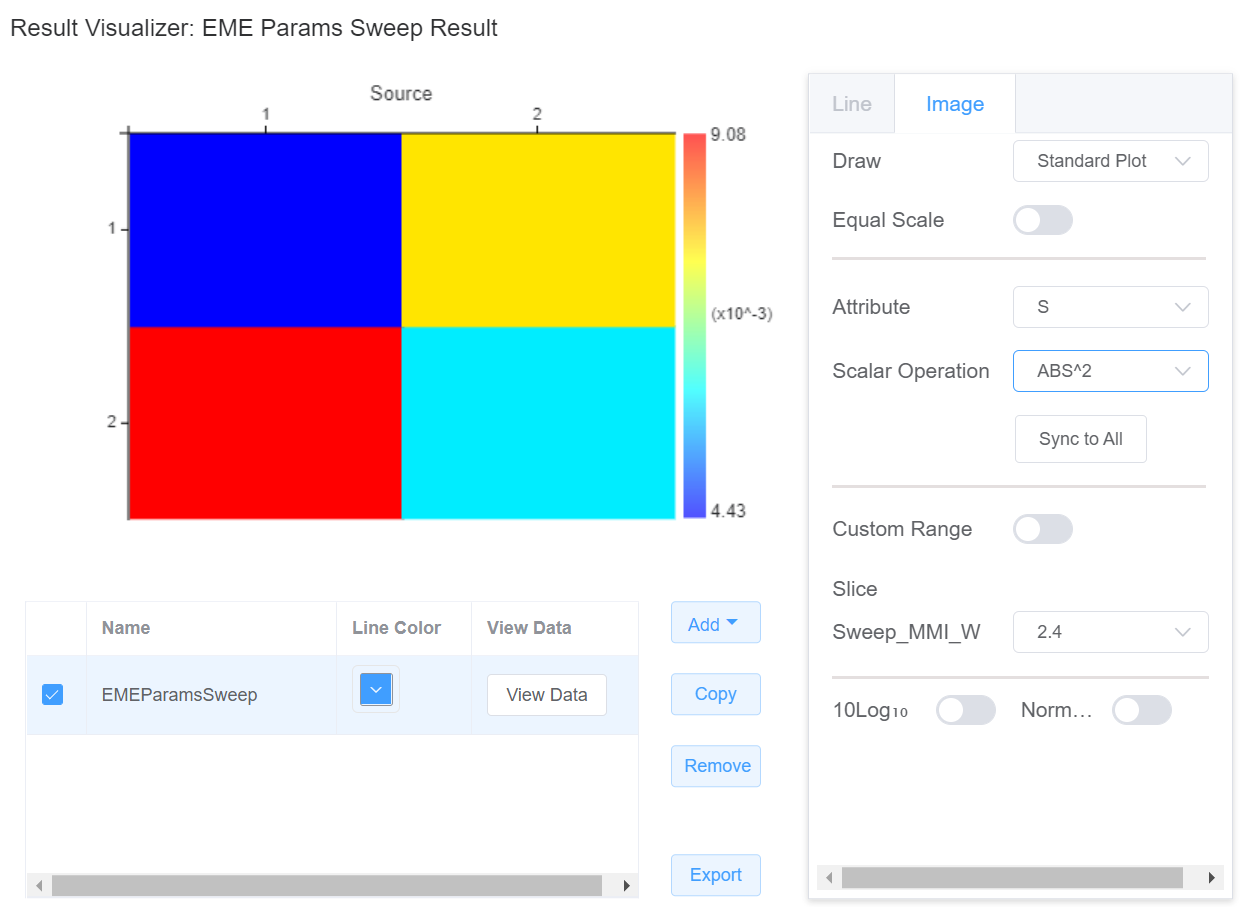 Result Visualizer: EME Params Sweep Result
Source
1
2
1
2
9.08
(x10^-3)
4.43
Line
Image
Draw
Standard Plot
Equal Scale
Attribute
S
Scalar Operation
ABS^2
Sync to All
Custom Range
Slice
Sweep_MMI_W
2.4
10Log₁₀
Norm...
Name
Line Color
View Data
EMEParamsSweep
View Data
Add
Copy
Remove
Export